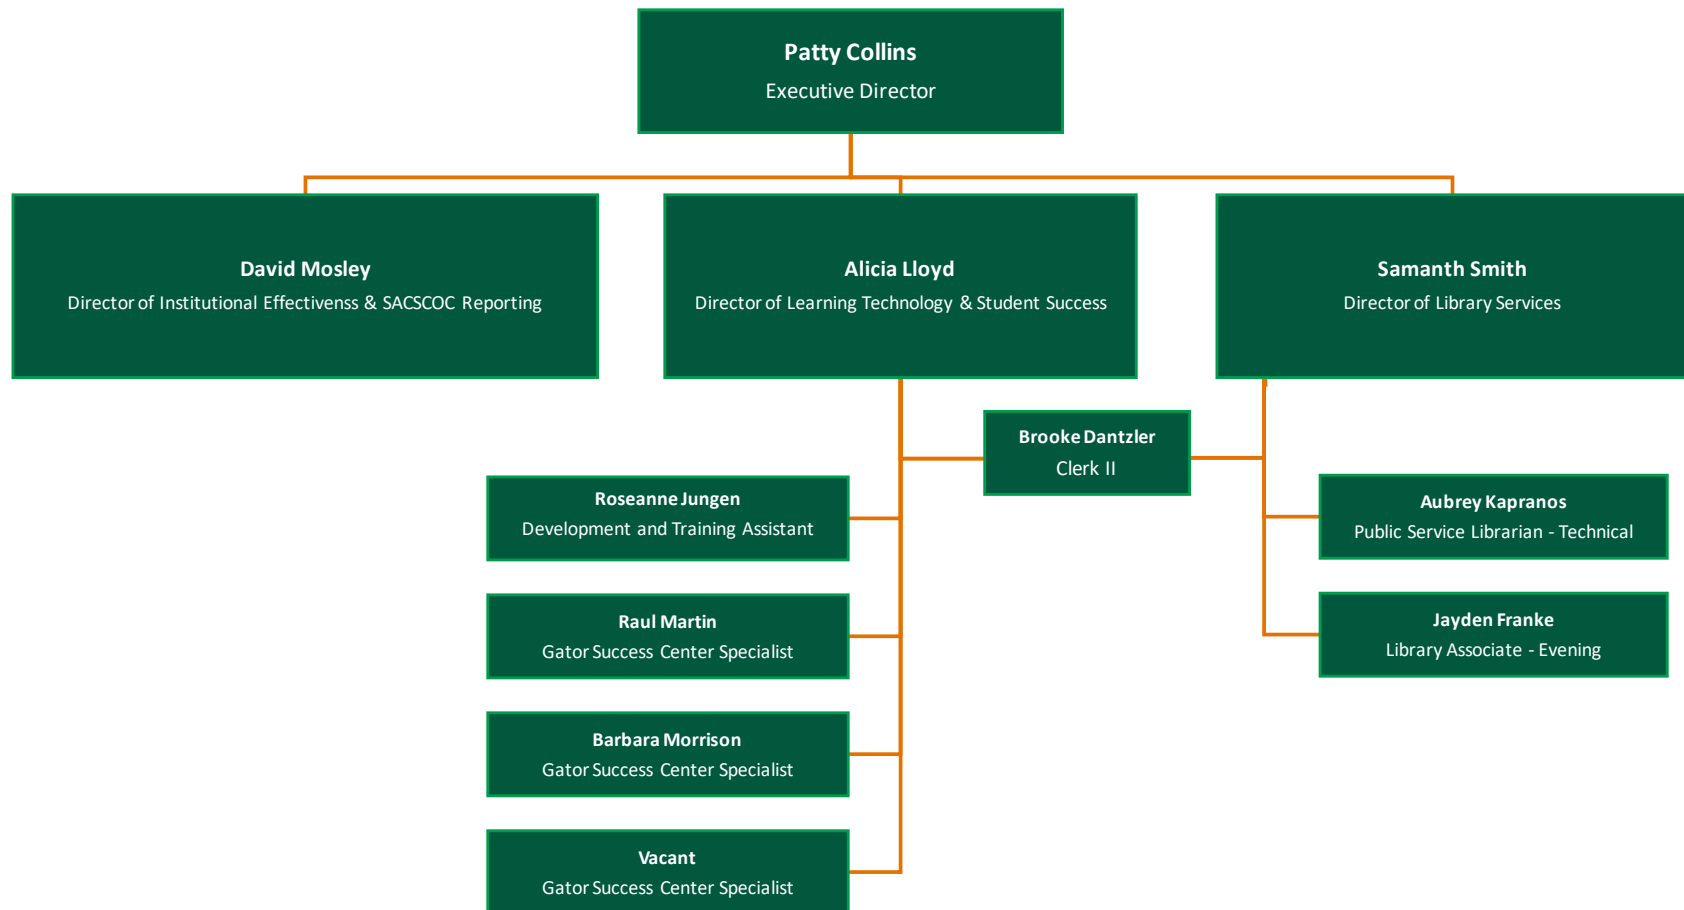 Patty Collins
Executive Director
David Mosley
Director of Institutional Effectivenss & SACSCOC Reporting
Alicia Lloyd
Director of Learning Technology & Student Success
Samanth Smith
Director of Library Services
Brooke Dantzler
Clerk II
Roseanne Jungen
Development and Training Assistant
Raul Martin
Gator Success Center Specialist
Barbara Morrison
Gator Success Center Specialist
Vacant
Gator Success Center Specialist
Aubrey Kapranos
Public Service Librarian - Technical
Jayden Franke
Library Associate - Evening